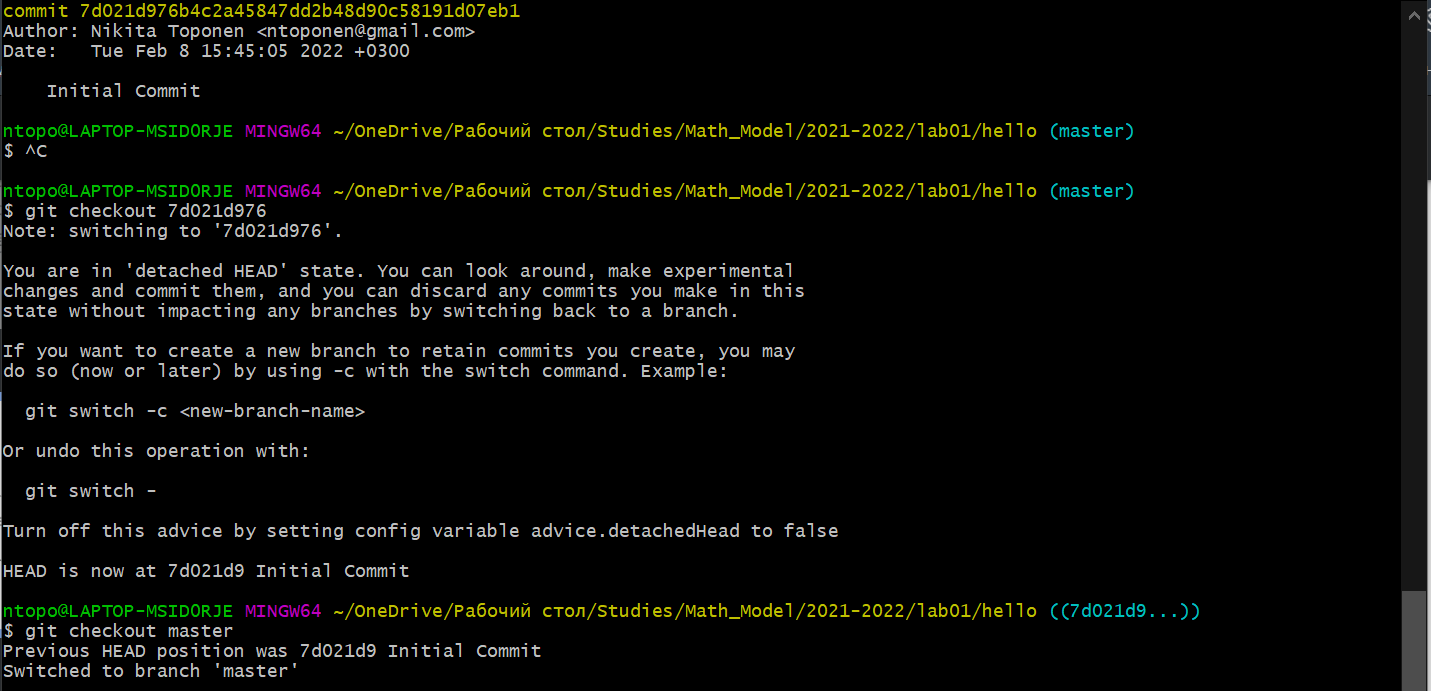 commit 7d021d976b4c2a45847dd2b48d90c58191d07eb1
Author: Nikita Toponen <ntoponen@gmail.com>
Date:   Tue Feb 8 15:45:05 2022 +0300
    Initial Commit
ntopo@LAPTOP-MSIDORJE MINGW64 ~/OneDrive/Рабочий стол/Studies/Math_Model/2021-2022/lab01/hello (master)
$ ^C
ntopo@LAPTOP-MSIDORJE MINGW64 ~/OneDrive/Рабочий стол/Studies/Math_Model/2021-2022/lab01/hello (master)
$ git checkout 7d021d976
Note: switching to '7d021d976'.
You are in 'detached HEAD' state. You can look around, make experimental
changes and commit them, and you can discard any commits you make in this
state without impacting any branches by switching back to a branch.
If you want to create a new branch to retain commits you create, you may
do so (now or later) by using -c with the switch command. Example:
  git switch -c <new-branch-name>
Or undo this operation with:
  git switch -
Turn off this advice by setting config variable advice.detachedHead to false
HEAD is now at 7d021d9 Initial Commit
ntopo@LAPTOP-MSIDORJE MINGW64 ~/OneDrive/Рабочий стол/Studies/Math_Model/2021-2022/lab01/hello ((7d021d9...))
$ git checkout master
Previous HEAD position was 7d021d9 Initial Commit
Switched to branch 'master'